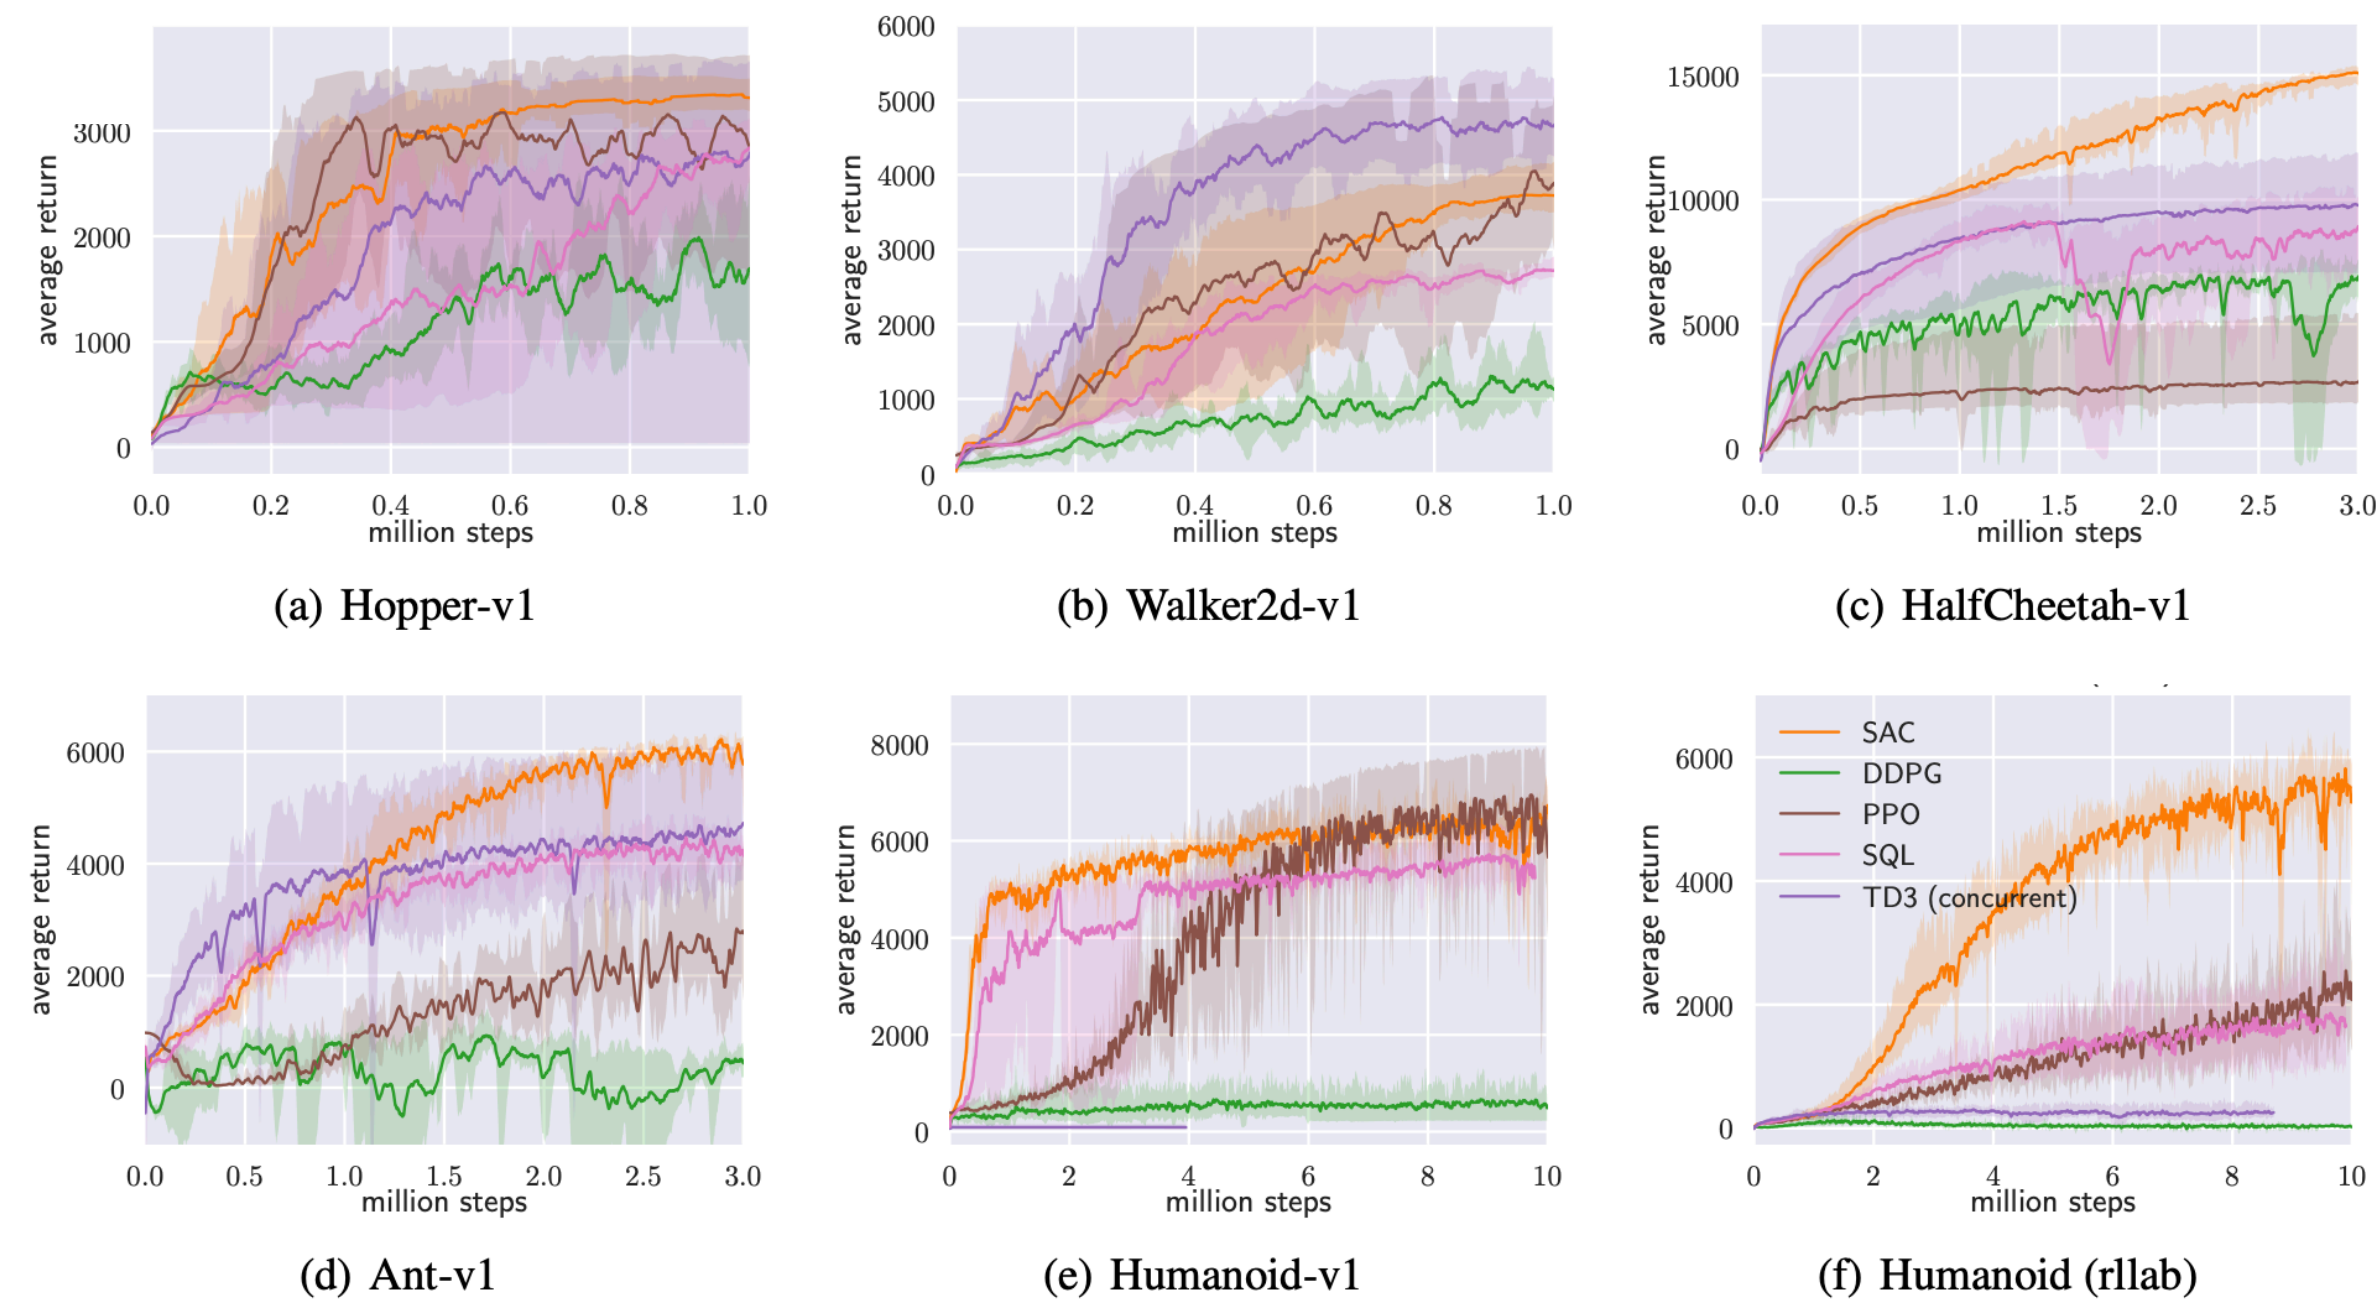 3000
2000
1000
0
average return
0.0 0.2 0.4 0.6 0.8 1.0
million steps
(a) Hopper-v1
6000
5000
4000
3000
2000
1000
0
average return
0.0 0.2 0.4 0.6 0.8 1.0
million steps
(b) Walker2d-v1
15000
10000
5000
0
average return
0.0 0.5 1.0 1.5 2.0 2.5 3.0
million steps
(c) HalfCheetah-v1
6000
4000
2000
0
average return
0.0 0.5 1.0 1.5 2.0 2.5 3.0
million steps
(d) Ant-v1
8000
6000
4000
2000
0
average return
0 2 4 6 8 10
million steps
(e) Humanoid-v1
6000
4000
2000
0
average return
SAC
DDPG
PPO
SQL
TD3 (concurrent)
0 2 4 6 8 10
million steps
(f) Humanoid (rllab)